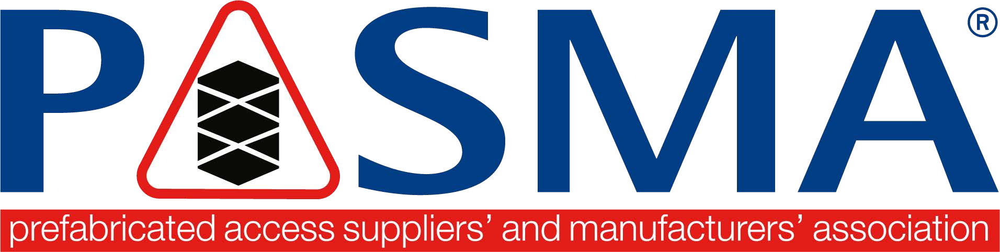 PASMA®
prefabricated access suppliers’ and manufacturers’ association